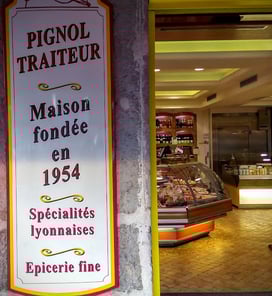 PIGNOL
TRAITEUR
Maison
fondée
en
1954
Spécialités
lyonnaises
Epicerie fine